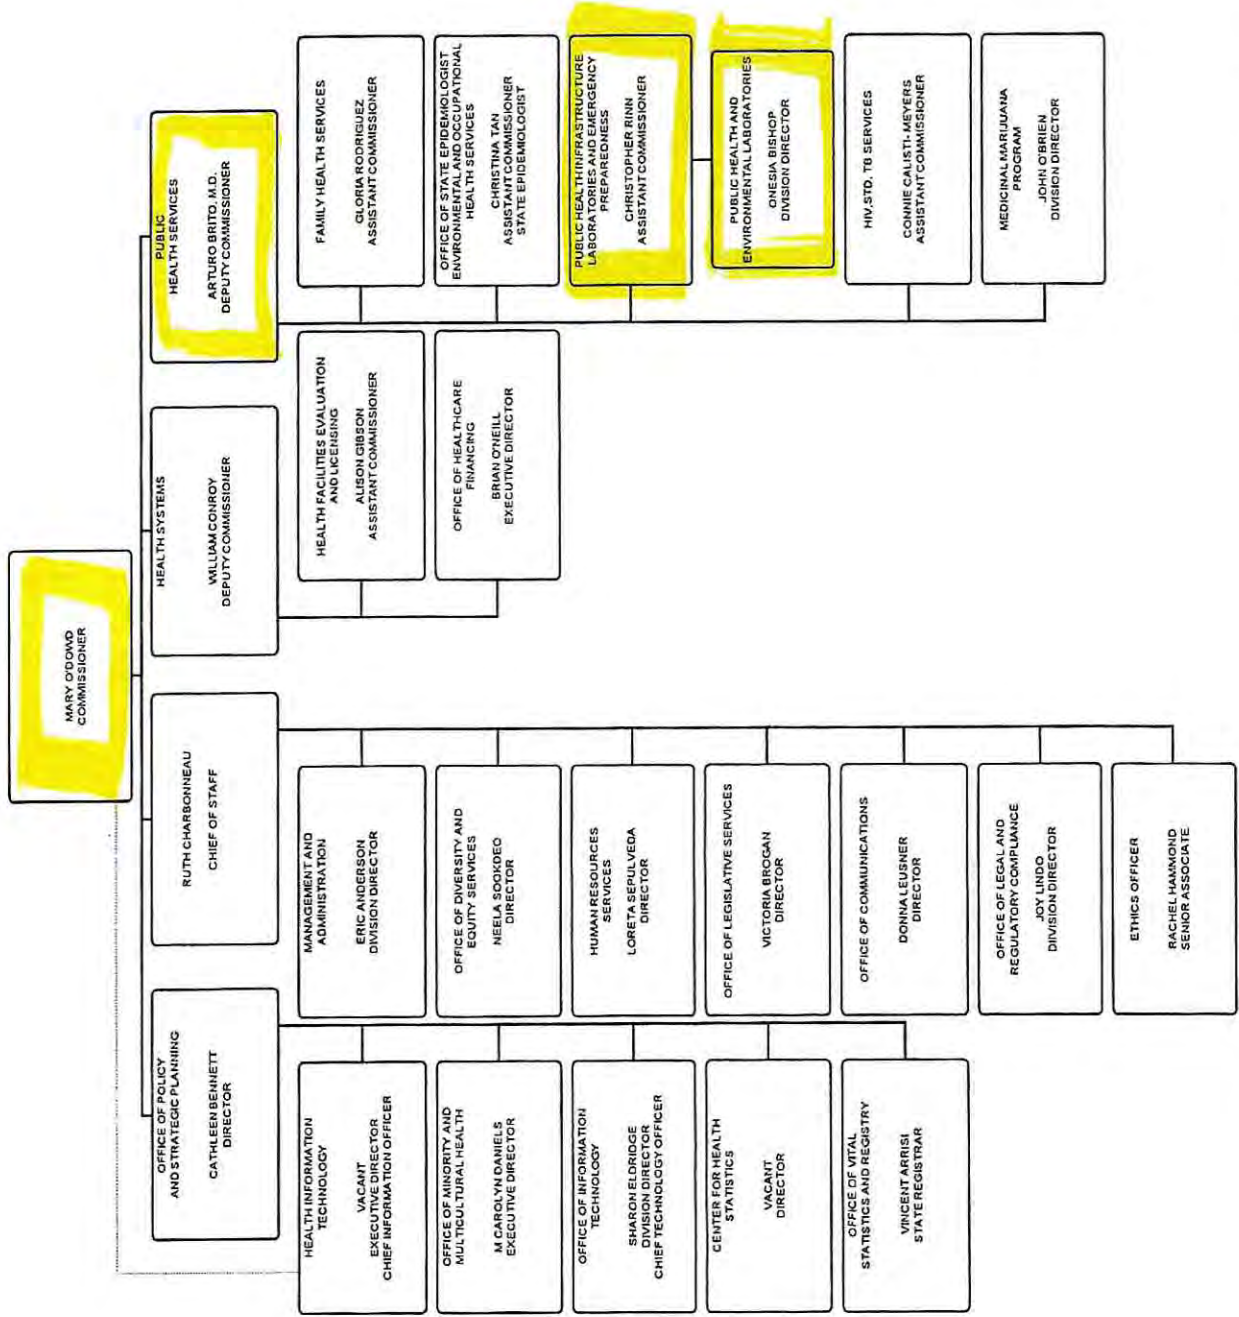 MARY O'DOWD
COMMISSIONER
OFFICE OF POLICY
AND STRATEGIC PLANNING
CATHLEEN BENNETT
DIRECTOR
RUTH CHARBONNEAU
CHIEF OF STAFF
HEALTH SYSTEMS
WILLIAM CONROY
DEPUTY COMMISSIONER
PUBLIC
HEALTH SERVICES
ARTURO BRITO, M.D.
DEPUTY COMMISSIONER
HEALTH INFORMATION
TECHNOLOGY
VACANT
EXECUTIVE DIRECTOR
CHIEF INFORMATION OFFICER
OFFICE OF MINORITY AND
MULTICULTURAL HEALTH
M CAROLYN DANIELS
EXECUTIVE DIRECTOR
OFFICE OF INFORMATION
TECHNOLOGY
SHARON ELDRIDGE
DIVISION DIRECTOR
CHIEF TECHNOLOGY OFFICER
CENTER FOR HEALTH
STATISTICS
VACANT
DIRECTOR
OFFICE OF VITAL
STATISTICS AND REGISTRY
VINCENT ARRISI
STATE REGISTRAR
MANAGEMENT AND
ADMINISTRATION
ERIC ANDERSON
DIVISION DIRECTOR
OFFICE OF DIVERSITY AND
EQUITY SERVICES
NEELA SOOKDEO
DIRECTOR
HUMAN RESOURCES
SERVICES
LORETA SEPULVEDA
DIRECTOR
OFFICE OF LEGISLATIVE SERVICES
VICTORIA BROGAN
DIRECTOR
OFFICE OF COMMUNICATIONS
DONNA LEUSNER
DIRECTOR
OFFICE OF LEGAL AND
REGULATORY COMPLIANCE
JOY LINDO
DIIVISION DIRECTOR
ETHICS OFFICER
RACHEL HAMMOND
SENIOR ASSOCIATE
HEALTH FACILITIES EVALUATION
AND LICENSING
ALISON GIBSON
ASSISTANT COMMISSIONER
OFFICE OF HEALTHCARE
FINANCING
BRIAN O'NEILL
EXECUTIVE DIRECTOR
FAMILY HEALTH SERVICES
GLORIA RODRIGUEZ
ASSISTANT COMMISSIONER
OFFICE OF STATE EPIDEMIOLOGIST
ENVIRONMENTAL AND OCCUPATIONAL
HEALTH SERVICES
CHRISTINA TAN
ASSISTANT COMMISSIONER
STATE EPIDEMIOLOGIST
PUBLIC HEALTH INFRASTRUCTURE
LABORATORIES AND EMERGENCY
PREPAREDNESS
CHRISTOPHER RINN
ASSISTANT COMMISSIONER
PUBLIC HEALTH AND
ENVIRONMENTAL LABORATORIES
ONESIA BISHOP
DIVISION DIRECTOR
HIV, STD, TB SERVICES
CONNIE CALISTI- MEYERS
ASSISTANT COMMISSIONER
MEDICINAL MARIJUANA
PROGRAM
JOHN O'BRIEN
DIVISION DIRECTOR